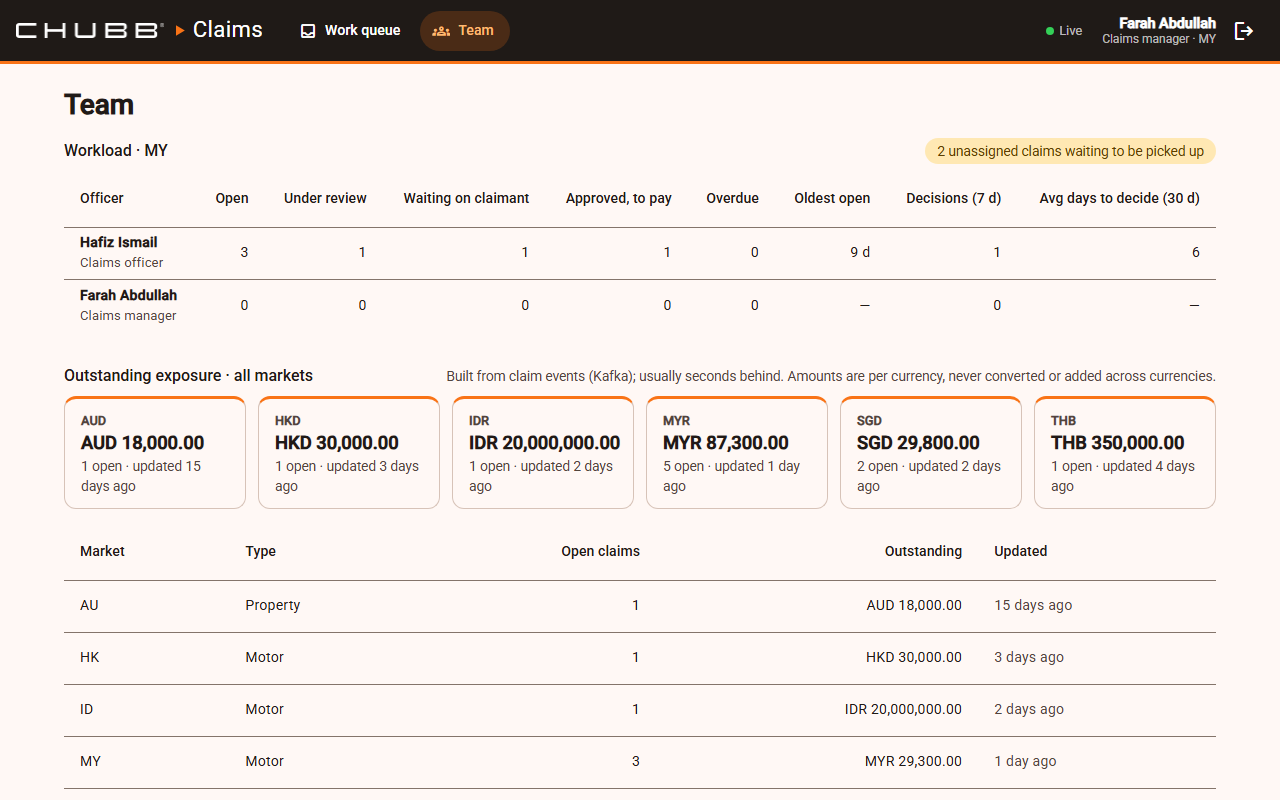 CHUBB® Claims Work queue Team Live Farah Abdullah
Claims manager · MY
Team
Workload · MY 2 unassigned claims waiting to be picked up
Officer Open Under review Waiting on claimant Approved, to pay Overdue Oldest open Decisions (7 d) Avg days to decide (30 d)
Hafiz Ismail
Claims officer
3 1 1 1 0 9 d 1 6
Farah Abdullah
Claims manager
0 0 0 0 0 — 0 —
Outstanding exposure · all markets Built from claim events (Kafka); usually seconds behind. Amounts are per currency, never converted or added across currencies.
AUD
AUD 18,000.00
1 open · updated 15
days ago
HKD
HKD 30,000.00
1 open · updated 3 days
ago
IDR
IDR 20,000,000.00
1 open · updated 2 days
ago
MYR
MYR 87,300.00
5 open · updated 1 day
ago
SGD
SGD 29,800.00
2 open · updated 2 days
ago
THB
THB 350,000.00
1 open · updated 4 days
ago
Market Type Open claims Outstanding Updated
AU Property 1 AUD 18,000.00 15 days ago
HK Motor 1 HKD 30,000.00 3 days ago
ID Motor 1 IDR 20,000,000.00 2 days ago
MY Motor 3 MYR 29,300.00 1 day ago